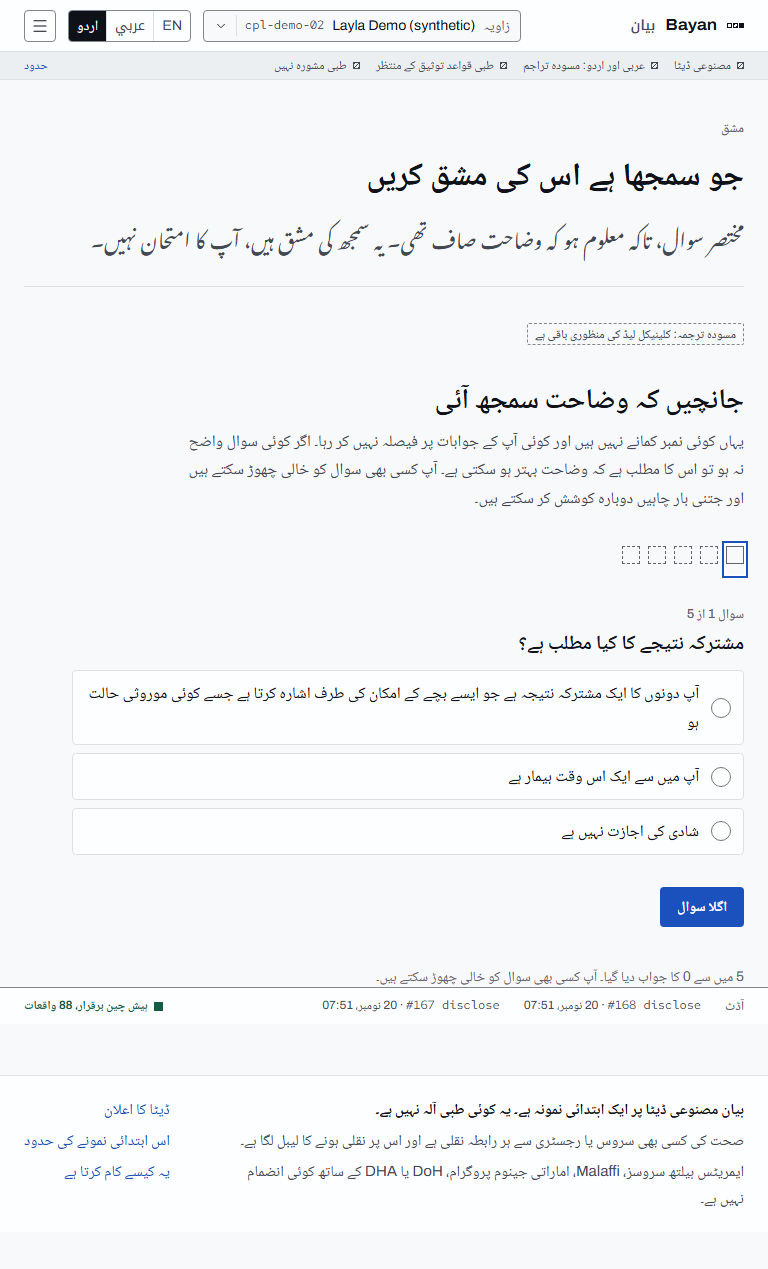 Bayan بيان
زاویہ Layla Demo (synthetic) cpl-demo-02
EN عربي اردو
مصنوعی ڈیٹا
عربی اور اردو: مسودہ تراجم
طبی قواعد توثیق کے منتظر
طبی مشورہ نہیں
حدود
مشق
جو سمجھا ہے اس کی مشق کریں
مختصر سوال، تاکہ معلوم ہو کہ وضاحت صاف تھی۔ یہ سمجھ کی مشق ہیں، آپ کا امتحان نہیں۔
مسودہ ترجمہ: کلینیکل لیڈ کی منظوری باقی ہے
جانچیں کہ وضاحت سمجھ آئی
یہاں کوئی نمبر کمانے نہیں ہیں اور کوئی آپ کے جوابات پر فیصلہ نہیں کر رہا۔ اگر کوئی سوال واضح
نہ ہو تو اس کا مطلب ہے کہ وضاحت بہتر ہو سکتی ہے۔ آپ کسی بھی سوال کو خالی چھوڑ سکتے ہیں
اور جتنی بار چاہیں دوبارہ کوشش کر سکتے ہیں۔
سوال 1 از 5
مشترکہ نتیجے کا کیا مطلب ہے؟
آپ دونوں کا ایک مشترکہ نتیجہ ہے جو ایسے بچے کے امکان کی طرف اشارہ کرتا ہے جسے کوئی موروثی حالت
ہو
آپ میں سے ایک اس وقت بیمار ہے
شادی کی اجازت نہیں ہے
اگلا سوال
5 میں سے 0 کا جواب دیا گیا۔ آپ کسی بھی سوال کو خالی چھوڑ سکتے ہیں۔
آڈٹ
#168 disclose · 20 نومبر، 07:51
#167 disclose · 20 نومبر، 07:51
ہیش چین برقرار، 88 واقعات
بیان مصنوعی ڈیٹا پر ایک ابتدائی نمونہ ہے۔ یہ کوئی طبی آلہ نہیں ہے۔
صحت کی کسی بھی سروس یا رجسٹری سے ہر رابطہ نقلی ہے اور اس پر نقلی ہونے کا لیبل لگا ہے۔
ایمریٹس ہیلتھ سروسز، Malaffi، اماراتی جینوم پروگرام، DoH یا DHA کے ساتھ کوئی انضمام
نہیں ہے۔
ڈیٹا کا اعلان
اس ابتدائی نمونے کی حدود
یہ کیسے کام کرتا ہے